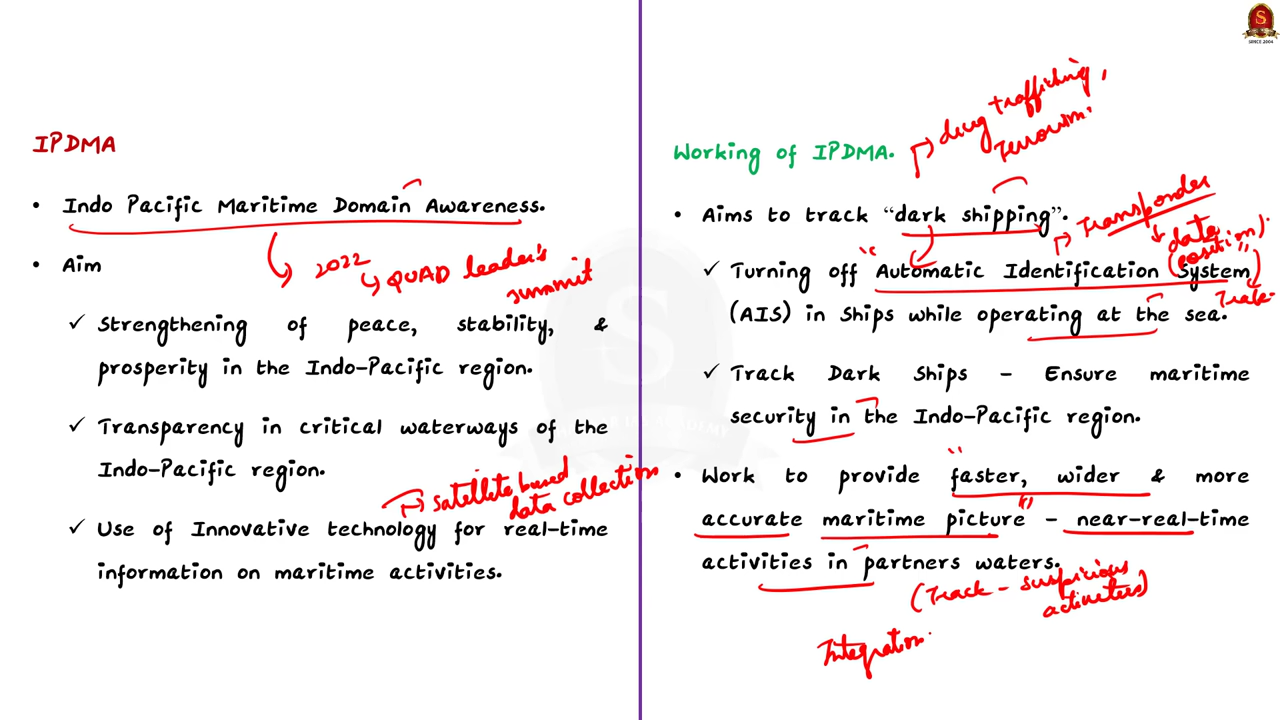 IPDMA
• Indo Pacific Maritime Domain Awareness.
2022
QUAD leader's
summit
• Aim
✓ Strengthening of peace, stability, &
prosperity in the Indo-Pacific region.
✓ Transparency in critical waterways of the
Indo-Pacific region.
satellite based
data collection
✓ Use of Innovative technology for real-time
information on maritime activities.
S
SINCE 2004
Working of IPDMA.
drug trafficking,
Terrorism.
• Aims to track “dark shipping”.
Transponder
data
(position).
✓ Turning off "Automatic Identification System"
Track.
(AIS) in Ships while operating at the sea.
✓ Track Dark Ships – Ensure maritime
security in the Indo-Pacific region.
• Work to provide "faster, wider & more
accurate maritime picture" – near-real-time
activities in partners waters.
(Track - suspicious
activities)
Integration.